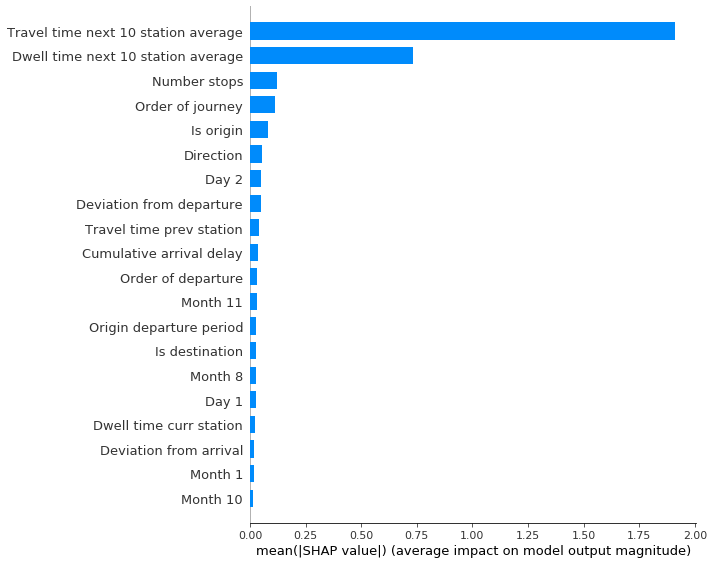 Travel time next 10 station average
Dwell time next 10 station average
Number stops
Order of journey
Is origin
Direction
Day 2
Deviation from departure
Travel time prev station
Cumulative arrival delay
Order of departure
Month 11
Origin departure period
Is destination
Month 8
Day 1
Dwell time curr station
Deviation from arrival
Month 1
Month 10
0.00 0.25 0.50 0.75 1.00 1.25 1.50 1.75 2.00
mean(|SHAP value|) (average impact on model output magnitude)